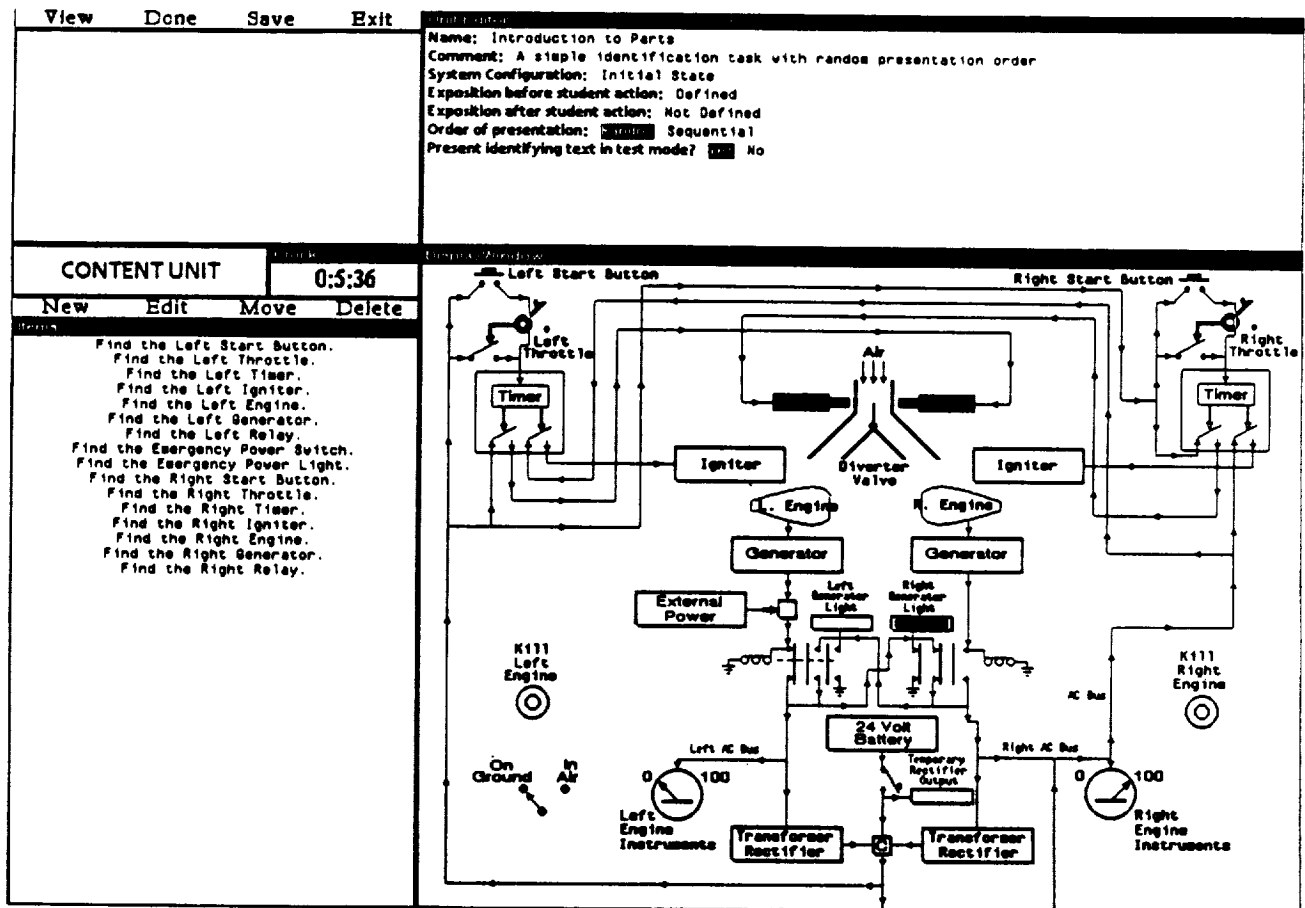 View Done Save Exit
Unit Editor
Name: Introduction to Parts
Comment: A simple identification task with random presentation order
System Configuration: Initial State
Exposition before student action: Defined
Exposition after student action: Not Defined
Order of presentation: Random Sequential
Present identifying text in test mode? No
CONTENT UNIT
Clock
0:5:36
New Edit Move Delete
Items
Find the Left Start Button.
Find the Left Throttle.
Find the Left Timer.
Find the Left Igniter.
Find the Left Engine.
Find the Left Generator.
Find the Left Relay.
Find the Emergency Power Switch.
Find the Emergency Power Light.
Find the Right Start Button.
Find the Right Throttle.
Find the Right Timer.
Find the Right Igniter.
Find the Right Engine.
Find the Right Generator.
Find the Right Relay.
Display Window
Left Start Button
Right Start Button
Left
Throttle
Air
Right
Throttle
Timer
Timer
Igniter
Diverter
Valve
Igniter
L. Engine
R. Engine
Generator
Generator
External
Power
Left
Generator
Light
Right
Generator
Light
Kill
Left
Engine
Kill
Right
Engine
AC Bus
24 Volt
Battery
Left AC Bus
Right AC Bus
Temporary
Rectifier
Output
On
Ground
In
Air
0 100
Left
Engine
Instruments
0 100
Right
Engine
Instruments
Transformer
Rectifier
C
Transformer
Rectifier